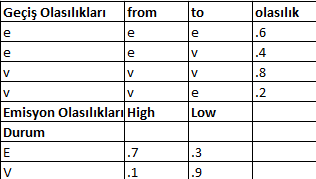 Geçiş Olasılıkları from to olasılık
e e e .6
e e v .4
v v v .8
v v e .2
Emisyon Olasılıkları High Low
Durum
E .7 .3
V .1 .9